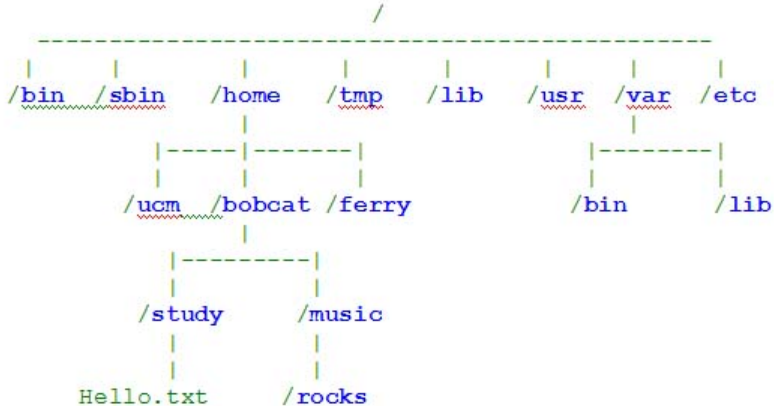 /
/bin /sbin /home /tmp /lib /usr /var /etc
/ucm /bobcat /ferry /bin /lib
/study /music
Hello.txt /rocks